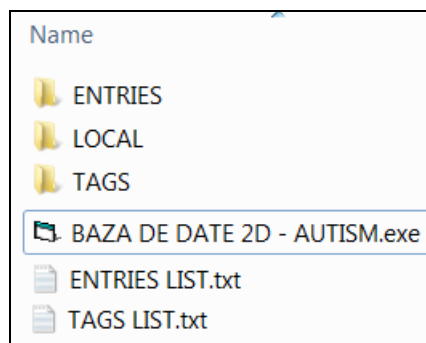 Name
ENTRIES
LOCAL
TAGS
BAZA DE DATE 2D - AUTISM.exe
ENTRIES LIST.txt
TAGS LIST.txt